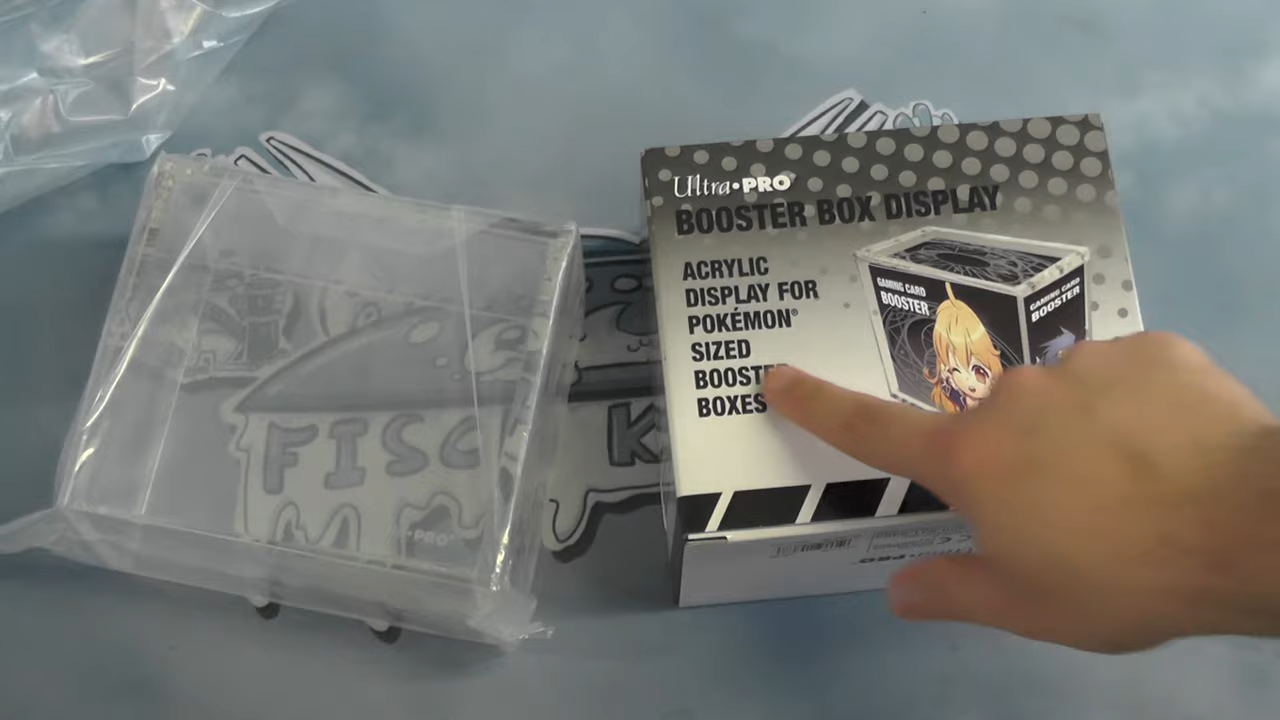 Ultra•PRO®
BOOSTER BOX DISPLAY
ACRYLIC
DISPLAY FOR
POKÉMON®
SIZED
BOOSTER
BOXES
GAMING CARD
BOOSTER
GAMING CARD
BOOSTER
FISC
K
•PRO®